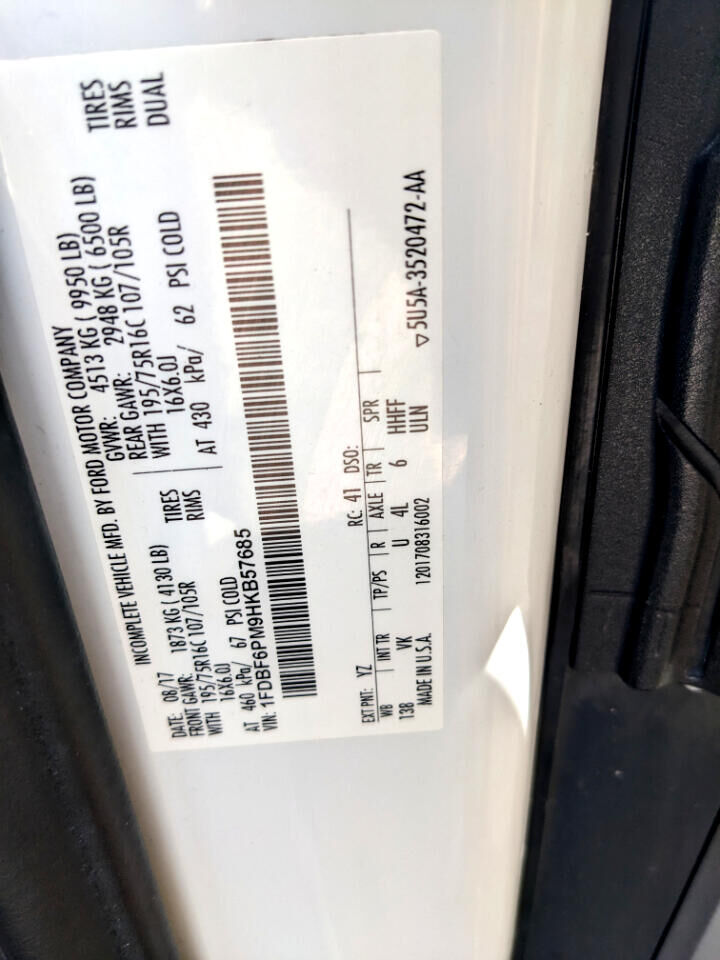 INCOMPLETE VEHICLE MFD. BY FORD MOTOR COMPANY
DATE: 08/17 GVWR: 4513 KG ( 9950 LB)
FRONT GAWR: 1873 KG ( 4130 LB) REAR GAWR: 2948 KG ( 6500 LB)
WITH 195/75R16C 107/105R TIRES WITH 195/75R16C 107/105R TIRES
16X6.0J RIMS 16X6.0J RIMS
AT 460 kPa/ 67 PSI COLD AT 430 kPa/ 62 PSI COLD DUAL
VIN: 1FDBF6PM9HKB57685
EXT PNT: YZ RC: 41 DSO:
WB INT TR TP/PS R AXLE TR SPR
138 VK U 4L 6 HHFF
MADE IN U.S.A. 1201708316002 ULN
▽5U5A-3520472-AA